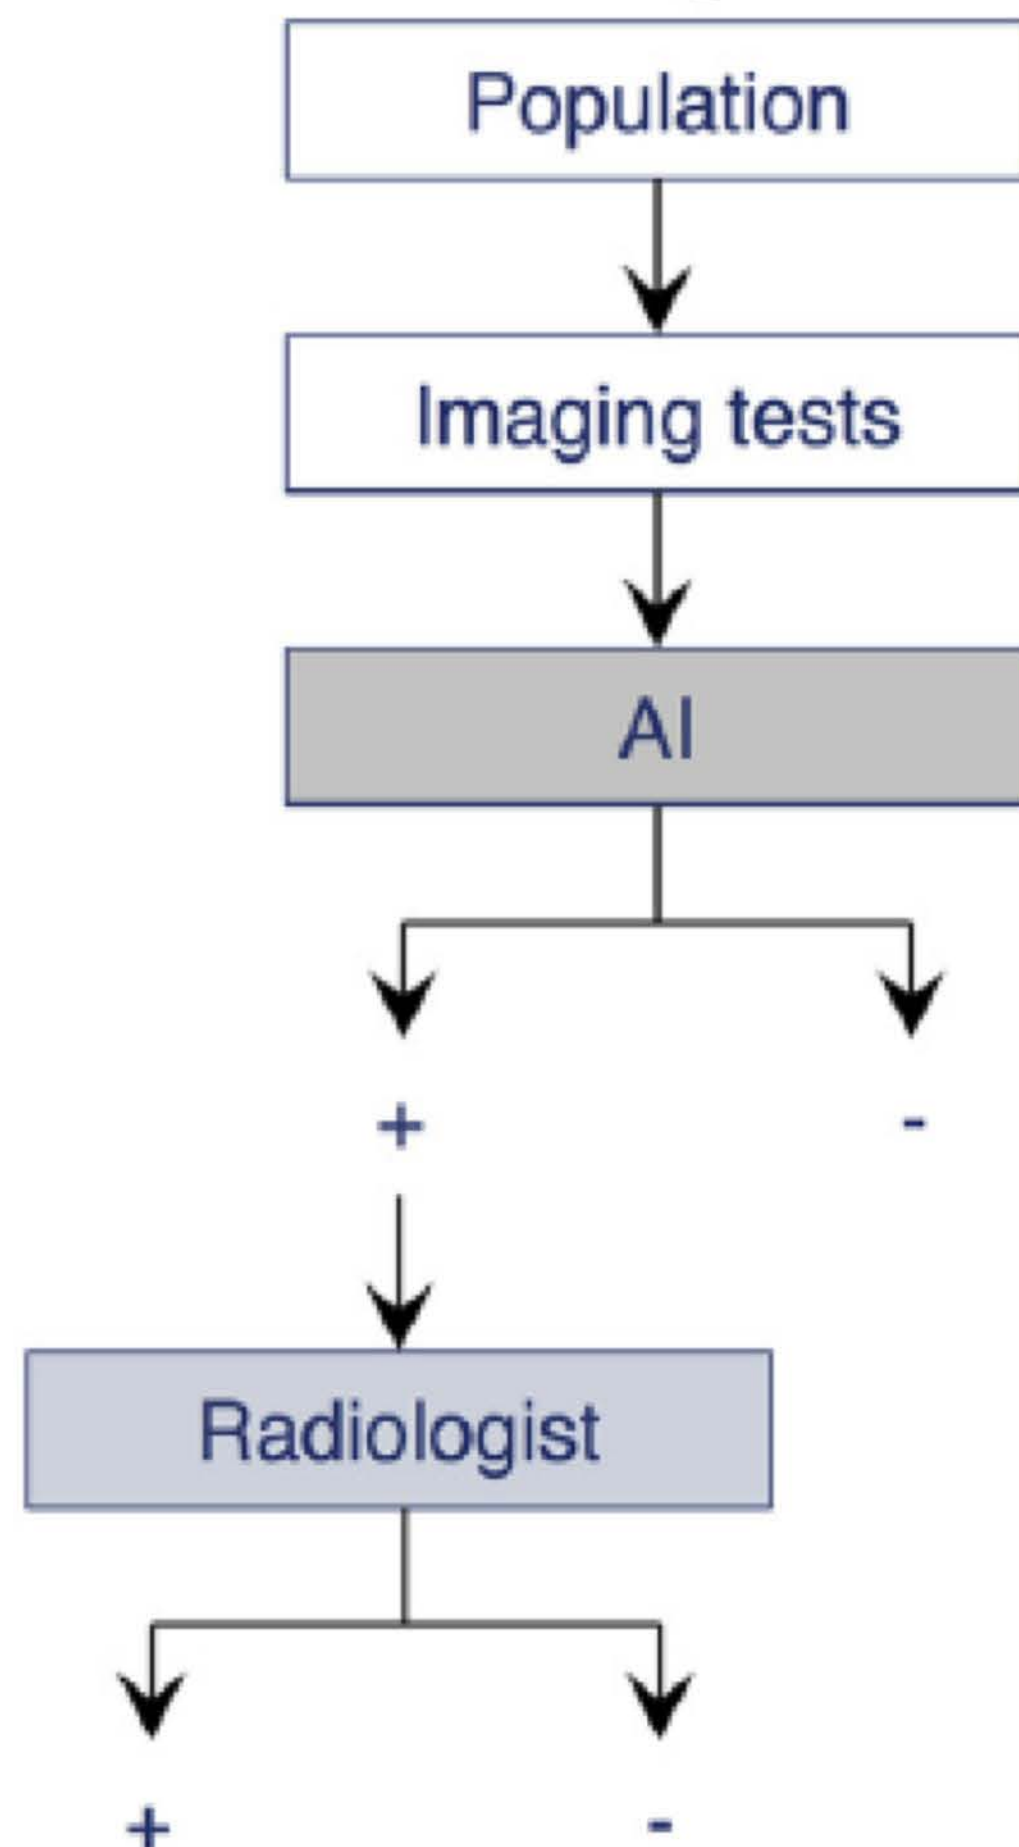 Population
Imaging tests
AI
+ -
Radiologist
+ -